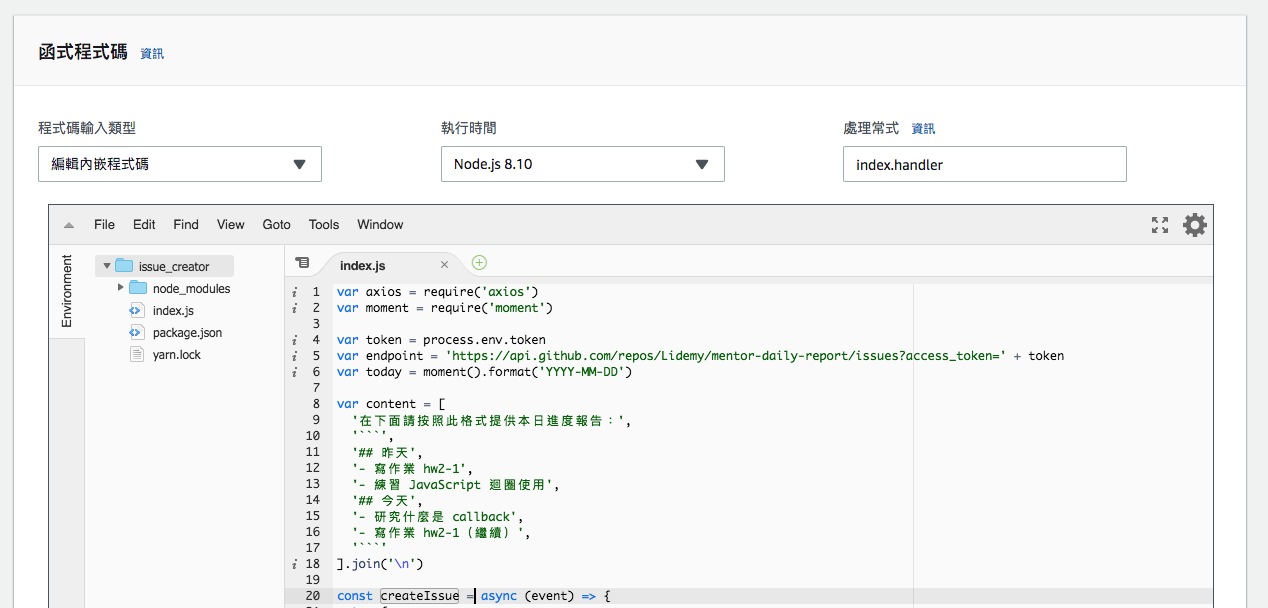 函式程式碼 資訊
程式碼輸入類型 執行時間 處理常式 資訊
編輯內嵌程式碼 Node.js 8.10 index.handler
File Edit Find View Goto Tools Window
Environment
issue_creator
node_modules
index.js
package.json
yarn.lock
index.js
1 var axios = require('axios')
2 var moment = require('moment')
3
4 var token = process.env.token
5 var endpoint = 'https://api.github.com/repos/Lidemy/mentor-daily-report/issues?access_token=' + token
6 var today = moment().format('YYYY-MM-DD')
7
8 var content = [
9 '在下面請按照此格式提供本日進度報告：',
10 '```',
11 '## 昨天',
12 '- 寫作業 hw2-1',
13 '- 練習 JavaScript 迴圈使用',
14 '## 今天',
15 '- 研究什麼是 callback',
16 '- 寫作業 hw2-1（繼續）',
17 '```'
18 ].join('\n')
19
20 const createIssue = async (event) => {